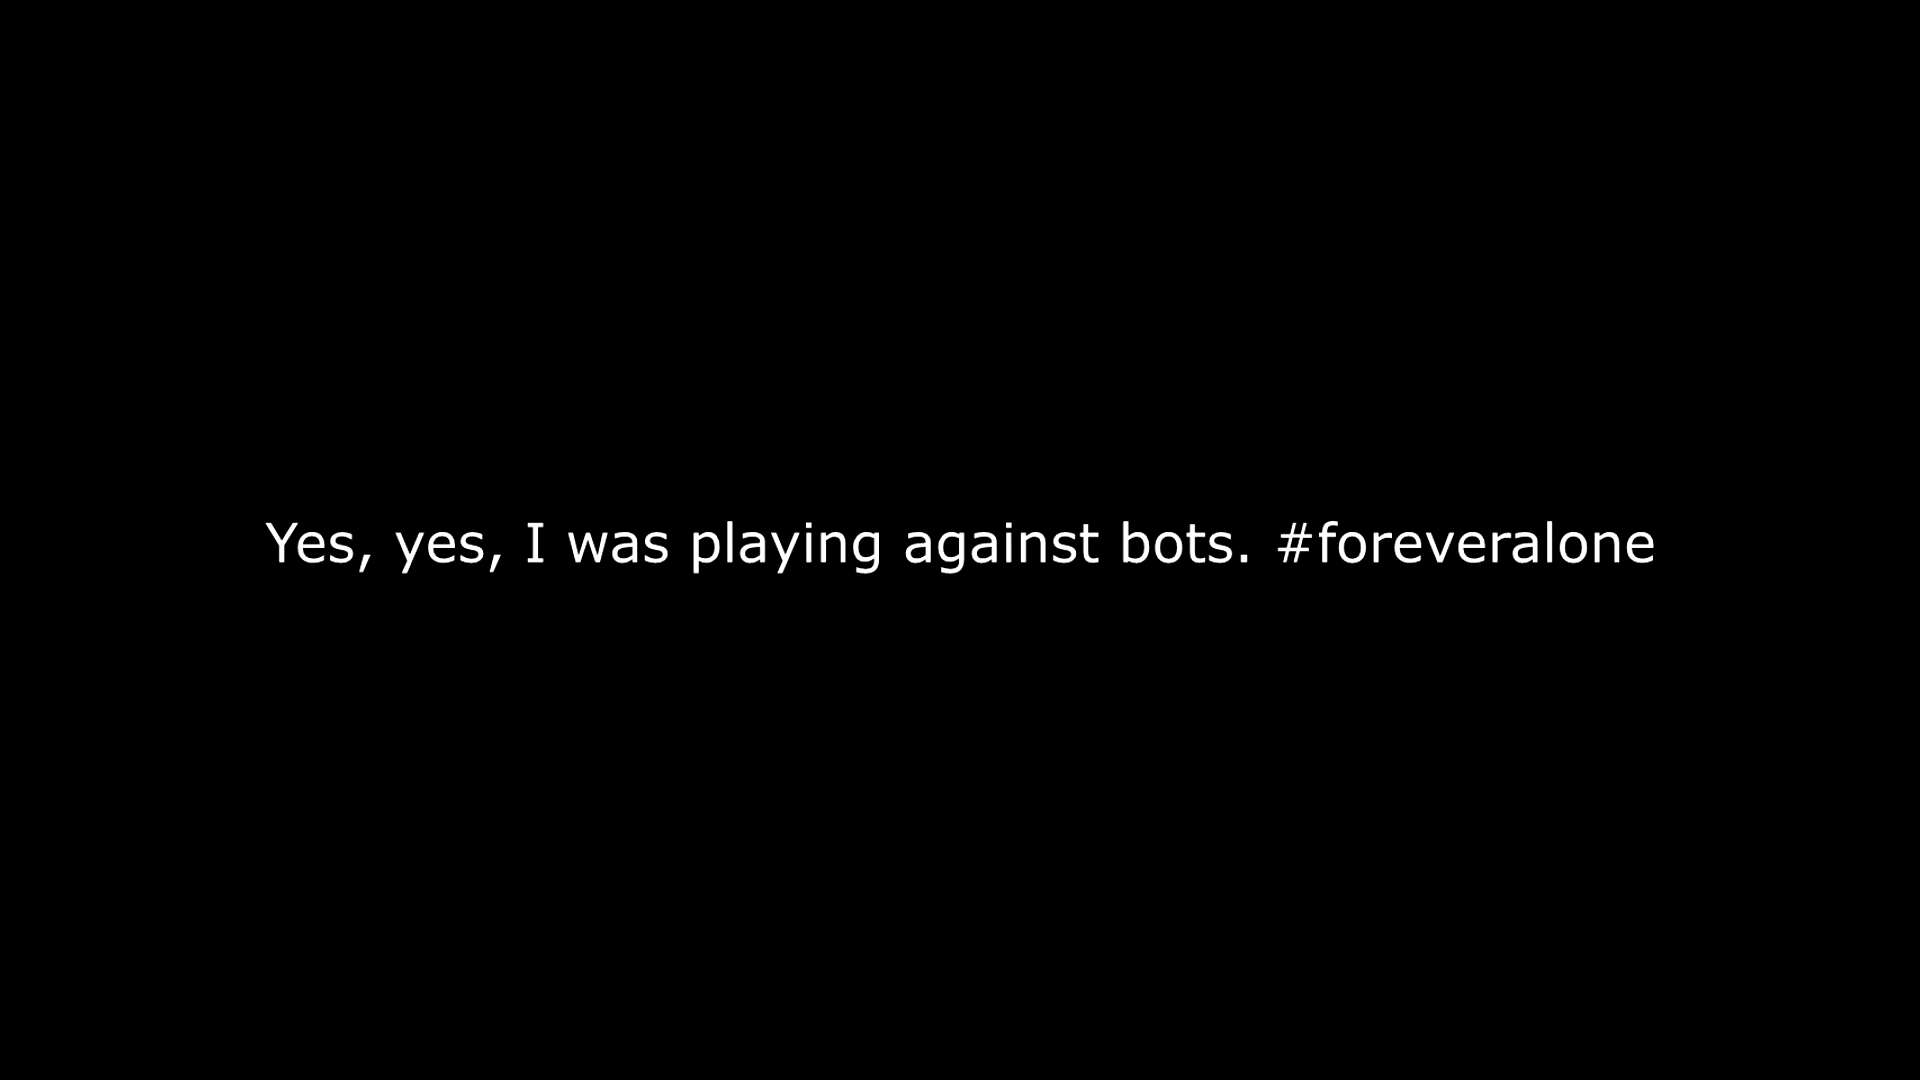 Yes, yes, I was playing against bots. #foreveralone